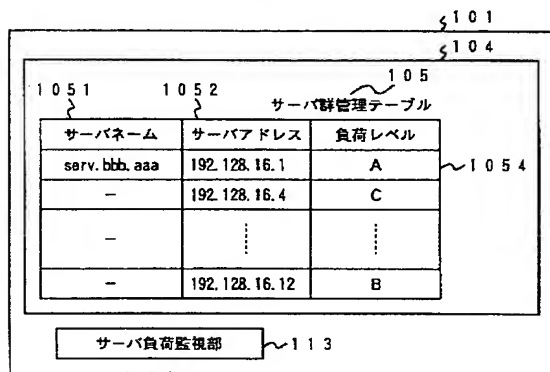 101
104
105
1051 1052
サーバ群管理テーブル
サーバネーム サーバアドレス 負荷レベル
serv.bbb.aaa 192.128.16.1 A 1054
— 192.128.16.4 C
—
— 192.128.16.12 B
サーバ負荷監視部 113